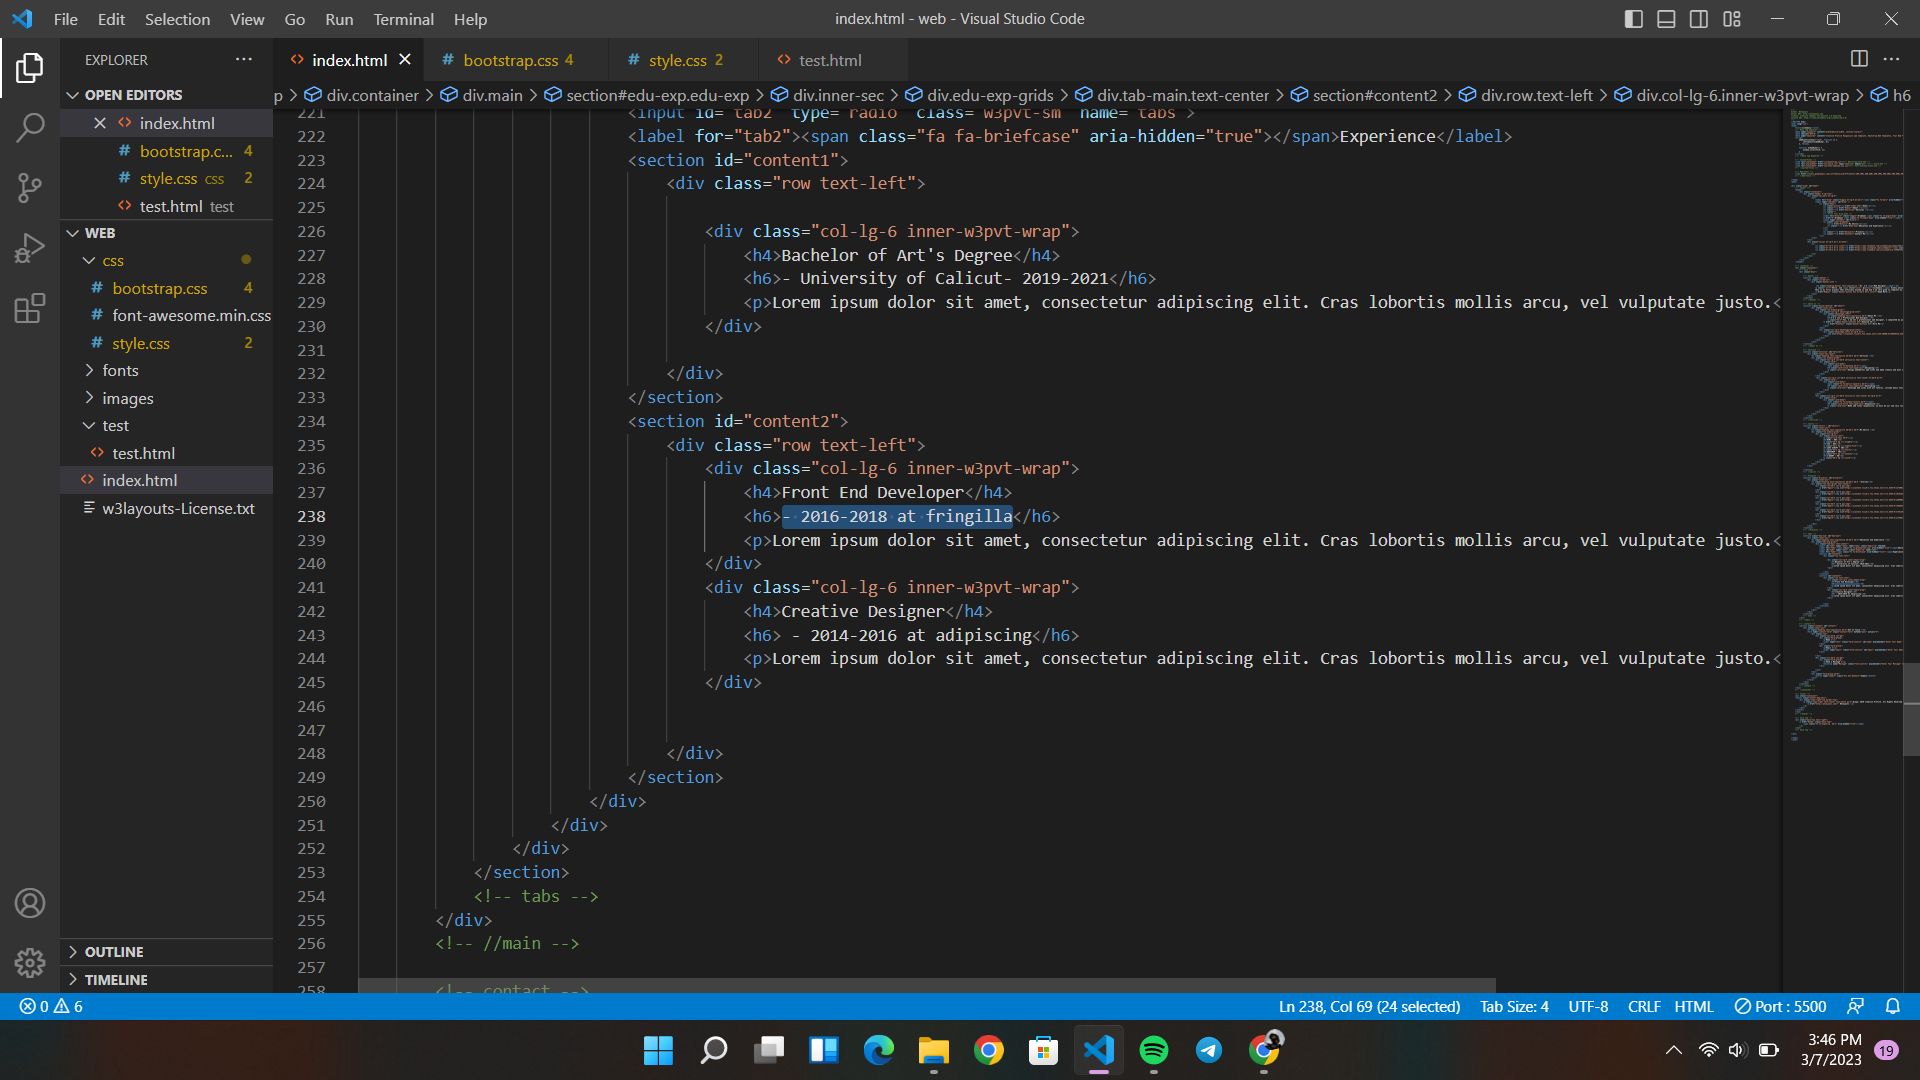 File Edit Selection View Go Run Terminal Help
index.html - web - Visual Studio Code
EXPLORER
index.html
bootstrap.css 4
style.css 2
test.html
OPEN EDITORS
index.html
bootstrap.c... 4
style.css css 2
test.html test
WEB
css
bootstrap.css 4
font-awesome.min.css
style.css 2
fonts
images
test
test.html
index.html
w3layouts-License.txt
OUTLINE
TIMELINE
p > div.container > div.main > section#edu-exp.edu-exp > div.inner-sec > div.edu-exp-grids > div.tab-main.text-center > section#content2 > div.row.text-left > div.col-lg-6.inner-w3pvt-wrap > h6
221 <input id="tab2" type="radio" class="w3pvt-sm" name="tabs">
222 <label for="tab2"><span class="fa fa-briefcase" aria-hidden="true"></span>Experience</label>
223 <section id="content1">
224 <div class="row text-left">
225
226 <div class="col-lg-6 inner-w3pvt-wrap">
227 <h4>Bachelor of Art's Degree</h4>
228 <h6>- University of Calicut- 2019-2021</h6>
229 <p>Lorem ipsum dolor sit amet, consectetur adipiscing elit. Cras lobortis mollis arcu, vel vulputate justo.<
230 </div>
231
232 </div>
233 </section>
234 <section id="content2">
235 <div class="row text-left">
236 <div class="col-lg-6 inner-w3pvt-wrap">
237 <h4>Front End Developer</h4>
238 <h6>- 2016-2018 at fringilla</h6>
239 <p>Lorem ipsum dolor sit amet, consectetur adipiscing elit. Cras lobortis mollis arcu, vel vulputate justo.<
240 </div>
241 <div class="col-lg-6 inner-w3pvt-wrap">
242 <h4>Creative Designer</h4>
243 <h6> - 2014-2016 at adipiscing</h6>
244 <p>Lorem ipsum dolor sit amet, consectetur adipiscing elit. Cras lobortis mollis arcu, vel vulputate justo.<
245 </div>
246
247
248 </div>
249 </section>
250 </div>
251 </div>
252 </div>
253 </section>
254 <!-- tabs -->
255 </div>
256 <!-- //main -->
257
258 <!-- contact -->
0 6
Ln 238, Col 69 (24 selected) Tab Size: 4 UTF-8 CRLF HTML Port : 5500
3:46 PM
3/7/2023
19